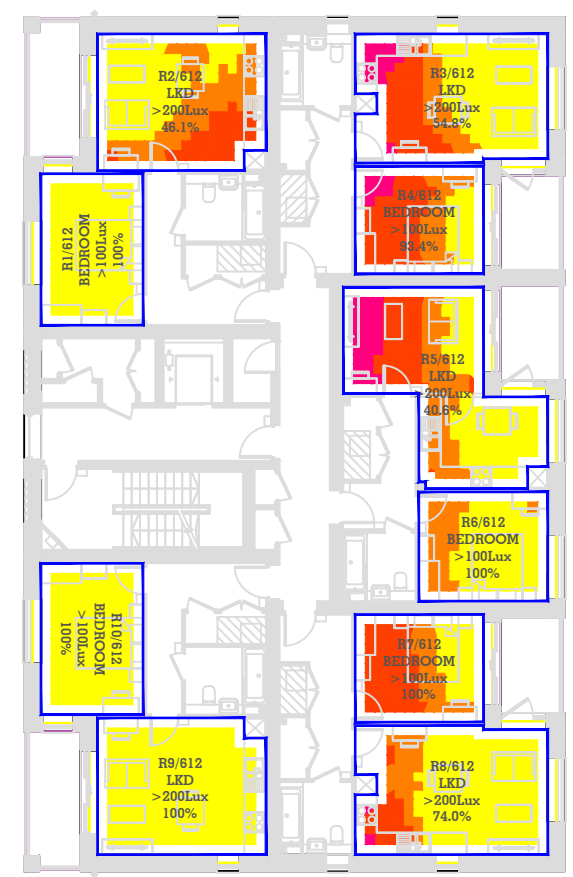 R2/612
LKD
>200Lux
46.1%
R3/612
LKD
>200Lux
54.8%
R1/612
BEDROOM
>100Lux
100%
R4/612
BEDROOM
>100Lux
93.4%
R5/612
LKD
>200Lux
40.6%
R6/612
BEDROOM
>100Lux
100%
R10/612
BEDROOM
>100Lux
100%
R7/612
BEDROOM
>100Lux
100%
R9/612
LKD
>200Lux
100%
R8/612
LKD
>200Lux
74.0%